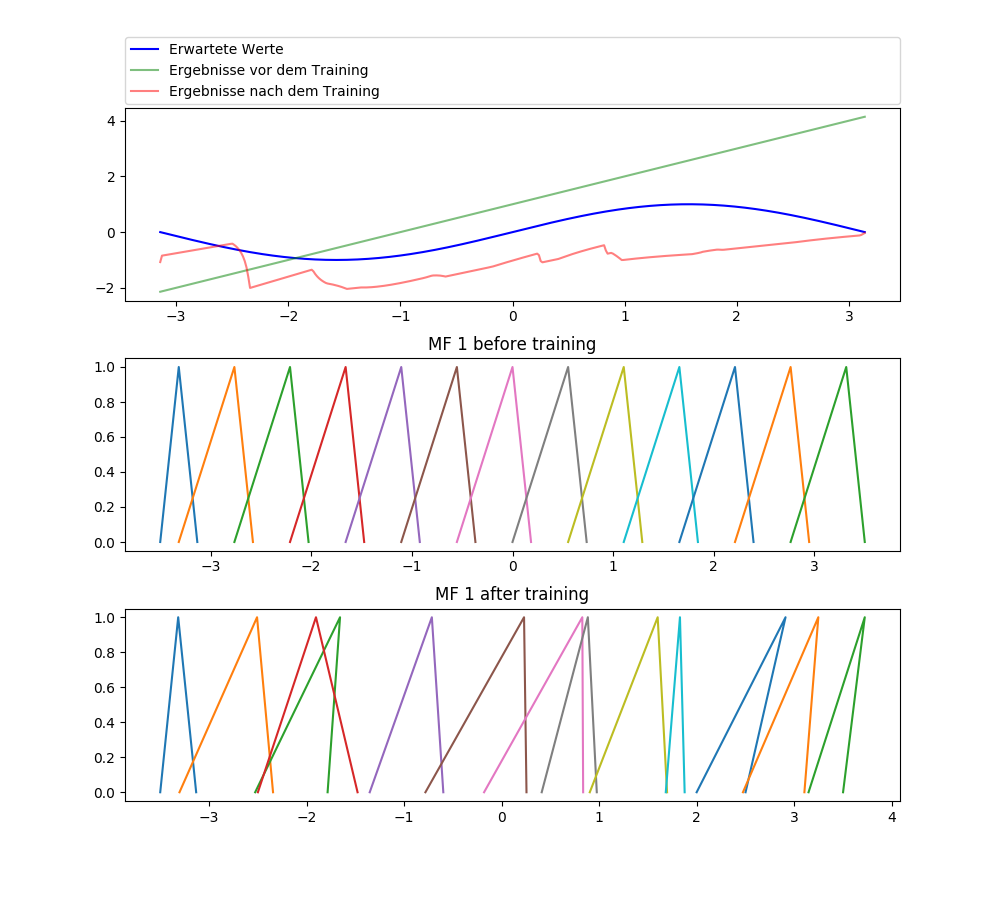 Erwartete Werte
Ergebnisse vor dem Training
Ergebnisse nach dem Training
4
2
0
−2
−3 −2 −1 0 1 2 3
MF 1 before training
1.0
0.8
0.6
0.4
0.2
0.0
−3 −2 −1 0 1 2 3
MF 1 after training
1.0
0.8
0.6
0.4
0.2
0.0
−3 −2 −1 0 1 2 3 4